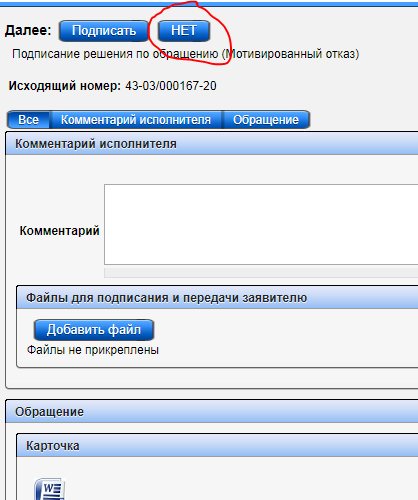 Далее: Подписать НЕТ
Подписание решения по обращению (Мотивированный отказ)
Исходящий номер: 43-03/000167-20
Все Комментарий исполнителя Обращение
Комментарий исполнителя
Комментарий
Файлы для подписания и передачи заявителю
Добавить файл
Файлы не прикреплены
Обращение
Карточка
W